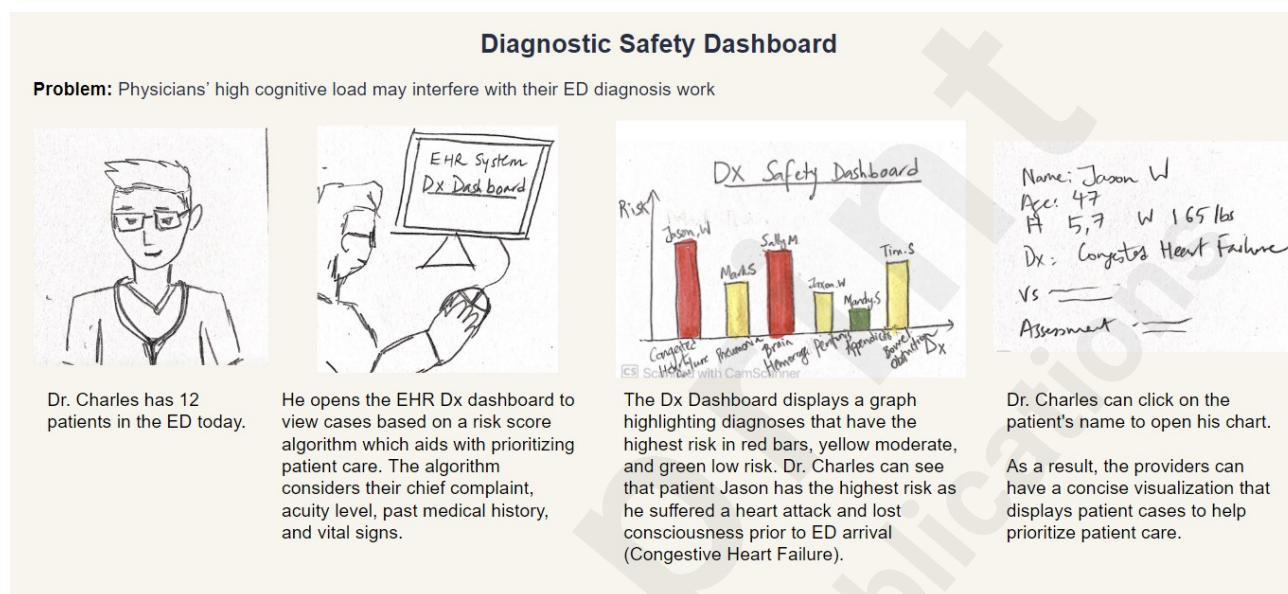 Diagnostic Safety Dashboard
Problem: Physicians' high cognitive load may interfere with their ED diagnosis work
EHR System
Dx Dashboard
Dx Safety Dashboard
Risk
Jason.W
Mark.S
Sally.M
Jaxon.W
Mandy.S
Tim.S
Congested
Pneumonia
Brain
Bowel
Dx
CS Scanned with CamScanner
Name: Jason W
Age: 47
H 5,7 W 165 lbs
Dx: Congested Heart Failure
Vs
Assessment
Dr. Charles has 12
patients in the ED today.
He opens the EHR Dx dashboard to
view cases based on a risk score
algorithm which aids with prioritizing
patient care. The algorithm
considers their chief complaint,
acuity level, past medical history,
and vital signs.
The Dx Dashboard displays a graph
highlighting diagnoses that have the
highest risk in red bars, yellow moderate,
and green low risk. Dr. Charles can see
that patient Jason has the highest risk as
he suffered a heart attack and lost
consciousness prior to ED arrival
(Congestive Heart Failure).
Dr. Charles can click on the
patient's name to open his chart.
As a result, the providers can
have a concise visualization that
displays patient cases to help
prioritize patient care.